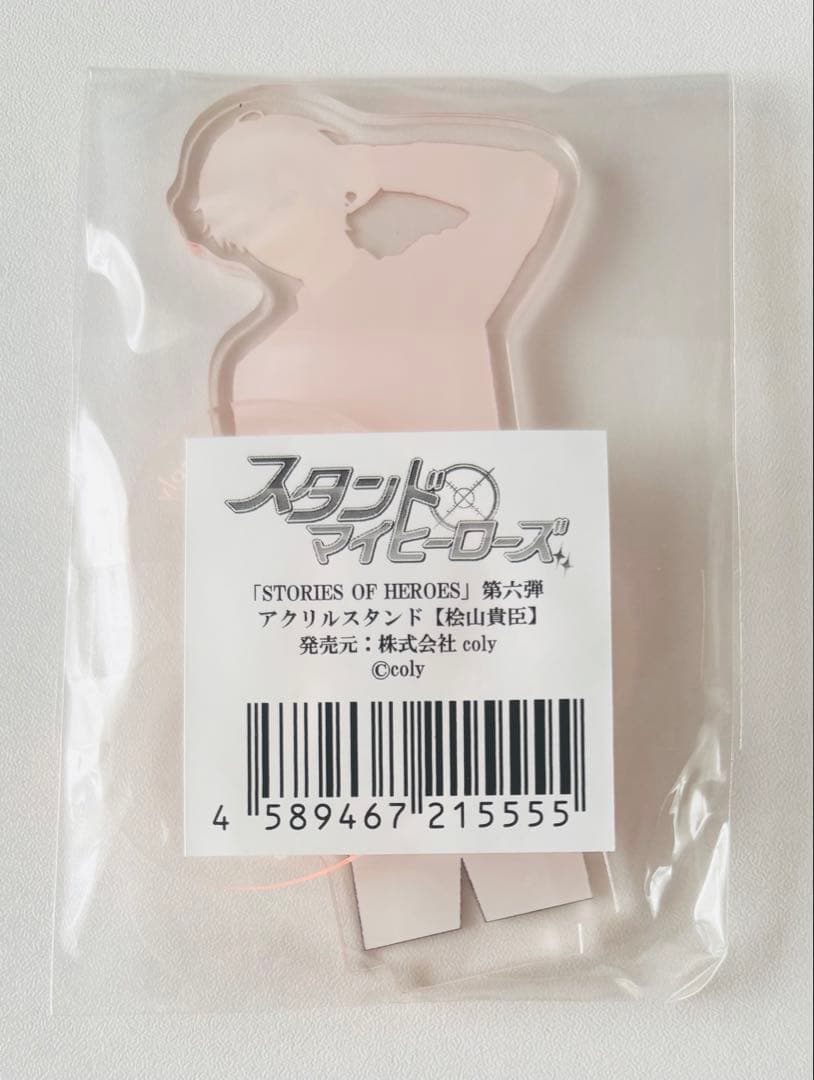 スタンド
マイヒーローズ
「STORIES OF HEROES」第六弾
アクリルスタンド【桧山貴臣】
発売元：株式会社 coly
©coly
4 589467 215555